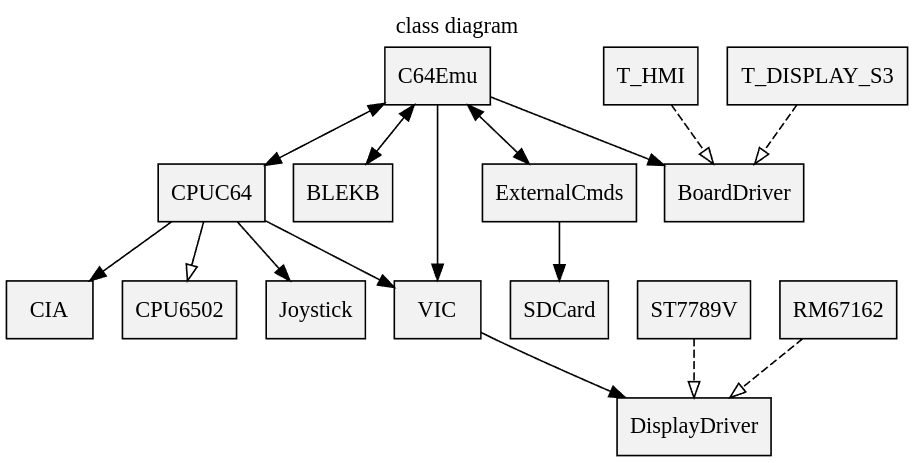 class diagram
C64Emu
T_HMI
T_DISPLAY_S3
CPUC64
BLEKB
ExternalCmds
BoardDriver
CIA
CPU6502
Joystick
VIC
SDCard
ST7789V
RM67162
DisplayDriver